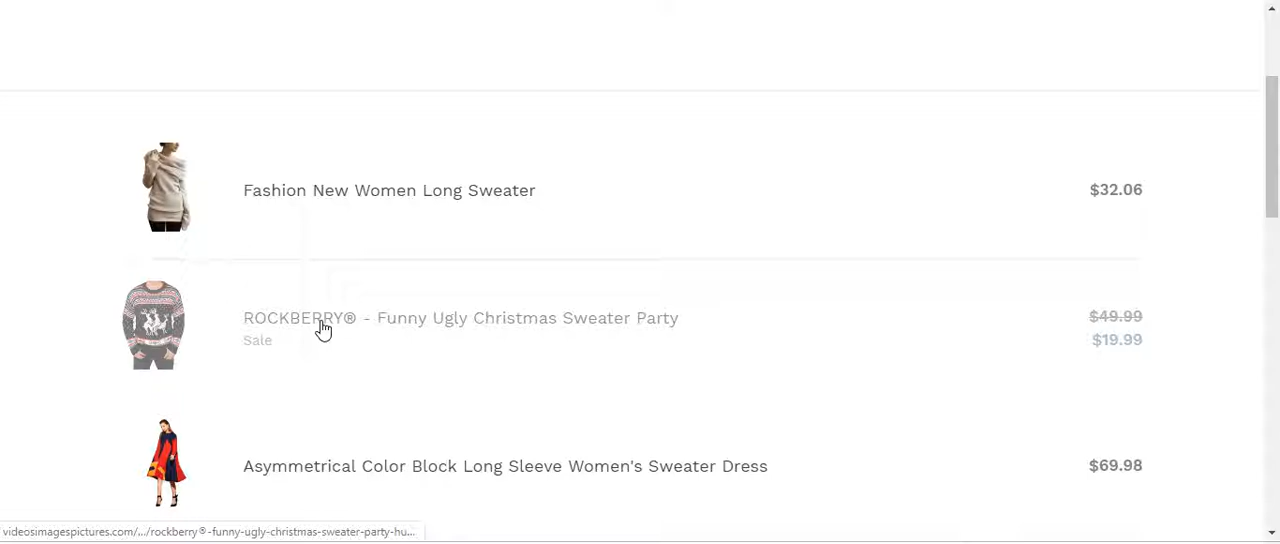 Fashion New Women Long Sweater
$32.06
ROCKBERRY® - Funny Ugly Christmas Sweater Party
$49.99
Sale
$19.99
Asymmetrical Color Block Long Sleeve Women's Sweater Dress
$69.98
videosimagespictures.com/.../rockberry®-funny-ugly-christmas-sweater-party-hu...